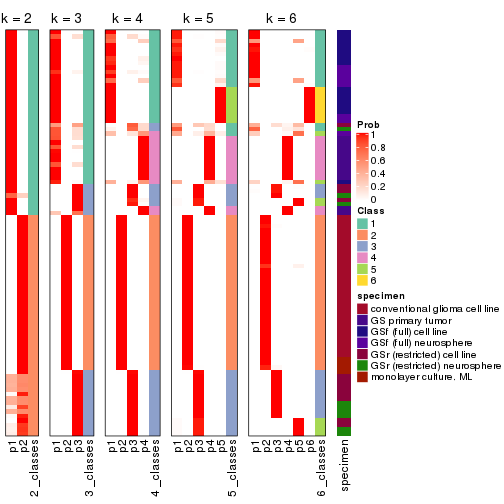 k = 2
k = 3
k = 4
k = 5
k = 6
Prob
1
0.8
0.6
0.4
0.2
0
Class
1
2
3
4
5
6
specimen
conventional glioma cell line
GS primary tumor
GSf (full) cell line
GSf (full) neurosphere
GSr (restricted) cell line
GSr (restricted) neurosphere
monolayer culture. ML
p1
p2
2_classes
p1
p2
p3
3_classes
p1
p2
p3
p4
4_classes
p1
p2
p3
p4
p5
5_classes
p1
p2
p3
p4
p5
p6
6_classes
specimen